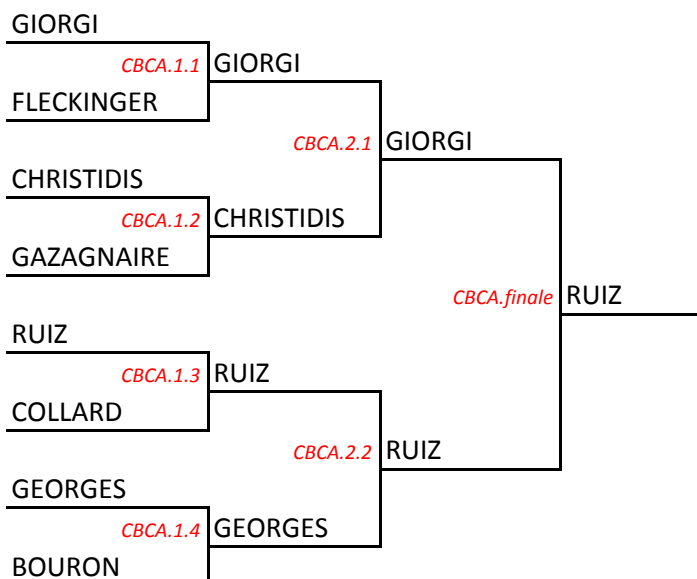 GIORGI
CBCA.1.1 GIORGI
FLECKINGER
CBCA.2.1 GIORGI
CHRISTIDIS
CBCA.1.2 CHRISTIDIS
GAZAGNAIRE
CBCA.finale RUIZ
RUIZ
CBCA.1.3 RUIZ
COLLARD
CBCA.2.2 RUIZ
GEORGES
CBCA.1.4 GEORGES
BOURON